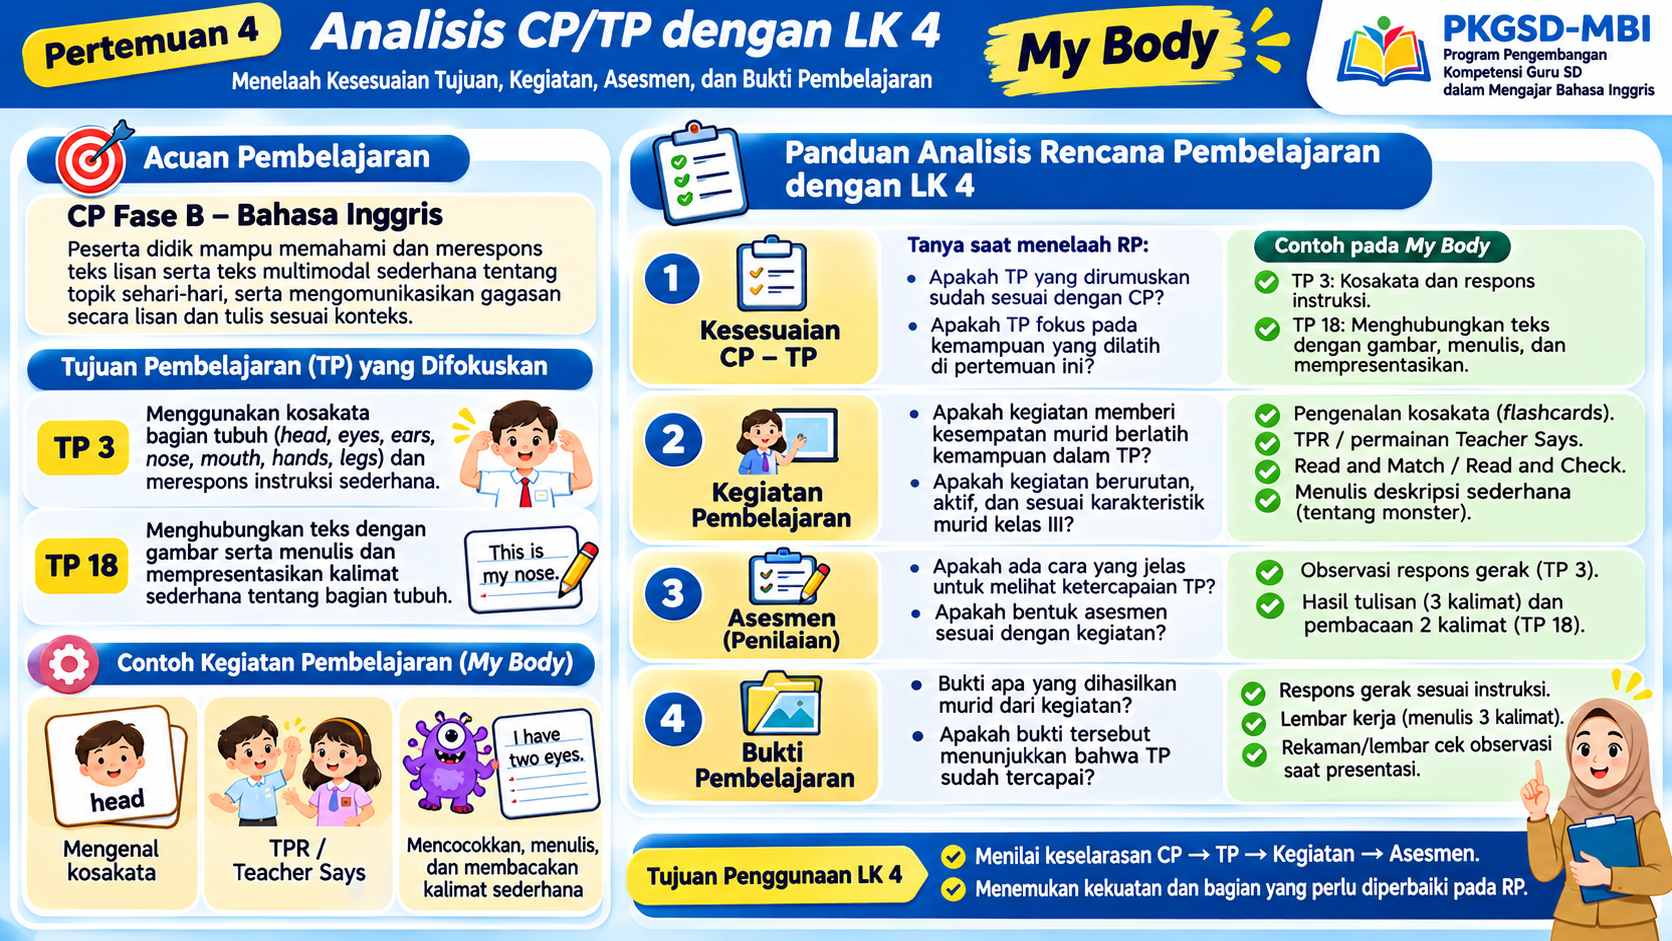 Pertemuan 4
Analisis CP/TP dengan LK 4
Menelaah Kesesuaian Tujuan, Kegiatan, Asesmen, dan Bukti Pembelajaran
My Body
PKGSD-MBI
Program Pengembangan
Kompetensi Guru SD
dalam Mengajar Bahasa Inggris
Acuan Pembelajaran
CP Fase B – Bahasa Inggris
Peserta didik mampu memahami dan merespons
teks lisan serta teks multimodal sederhana tentang
topik sehari-hari, serta mengomunikasikan gagasan
secara lisan dan tulis sesuai konteks.
Tujuan Pembelajaran (TP) yang Difokuskan
TP 3
Menggunakan kosakata
bagian tubuh (head, eyes, ears,
nose, mouth, hands, legs) dan
merespons instruksi sederhana.
TP 18
Menghubungkan teks dengan
gambar serta menulis dan
mempresentasikan kalimat
sederhana tentang bagian tubuh.
This is
my nose.
Contoh Kegiatan Pembelajaran (My Body)
head
Mengenal
kosakata
TPR /
Teacher Says
I have
two eyes.
Mencocokkan, menulis,
dan membacakan
kalimat sederhana
Panduan Analisis Rencana Pembelajaran
dengan LK 4
1
Kesesuaian
CP – TP
Tanya saat menelaah RP:
• Apakah TP yang dirumuskan
sudah sesuai dengan CP?
• Apakah TP fokus pada
kemampuan yang dilatih
di pertemuan ini?
Contoh pada My Body
TP 3: Kosakata dan respons
instruksi.
TP 18: Menghubungkan teks
dengan gambar, menulis, dan
mempresentasikan.
2
Kegiatan
Pembelajaran
• Apakah kegiatan memberi
kesempatan murid berlatih
kemampuan dalam TP?
• Apakah kegiatan berurutan,
aktif, dan sesuai karakteristik
murid kelas III?
Pengenalan kosakata (flashcards).
TPR / permainan Teacher Says.
Read and Match / Read and Check.
Menulis deskripsi sederhana
(tentang monster).
3
Asesmen
(Penilaian)
• Apakah ada cara yang jelas
untuk melihat ketercapaian TP?
• Apakah bentuk asesmen
sesuai dengan kegiatan?
Observasi respons gerak (TP 3).
Hasil tulisan (3 kalimat) dan
pembacaan 2 kalimat (TP 18).
4
Bukti
Pembelajaran
• Bukti apa yang dihasilkan
murid dari kegiatan?
• Apakah bukti tersebut
menunjukkan bahwa TP
sudah tercapai?
Respons gerak sesuai instruksi.
Lembar kerja (menulis 3 kalimat).
Rekaman/lembar cek observasi
saat presentasi.
Tujuan Penggunaan LK 4
Menilai keselarasan CP → TP → Kegiatan → Asesmen.
Menemukan kekuatan dan bagian yang perlu diperbaiki pada RP.